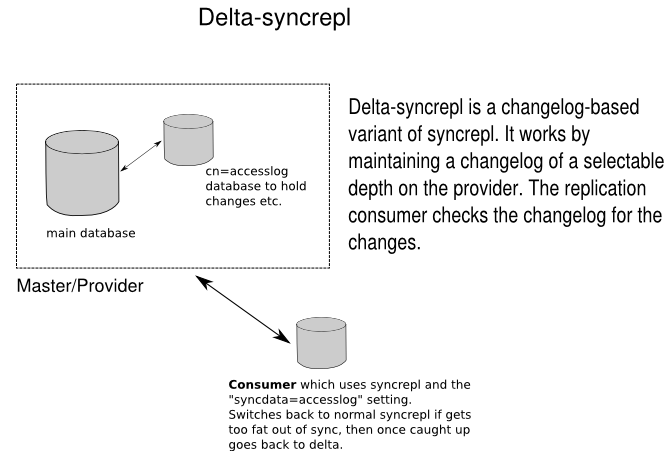 Delta-syncrepl
Delta-syncrepl is a changelog-based
variant of syncrepl. It works by
maintaining a changelog of a selectable
depth on the provider. The replication
consumer checks the changelog for the
changes.
cn=accesslog
database to hold
changes etc.
main database
Master/Provider
Consumer which uses syncrepl and the
"syncdata=accesslog" setting.
Switches back to normal syncrepl if gets
too fat out of sync, then once caught up
goes back to delta.